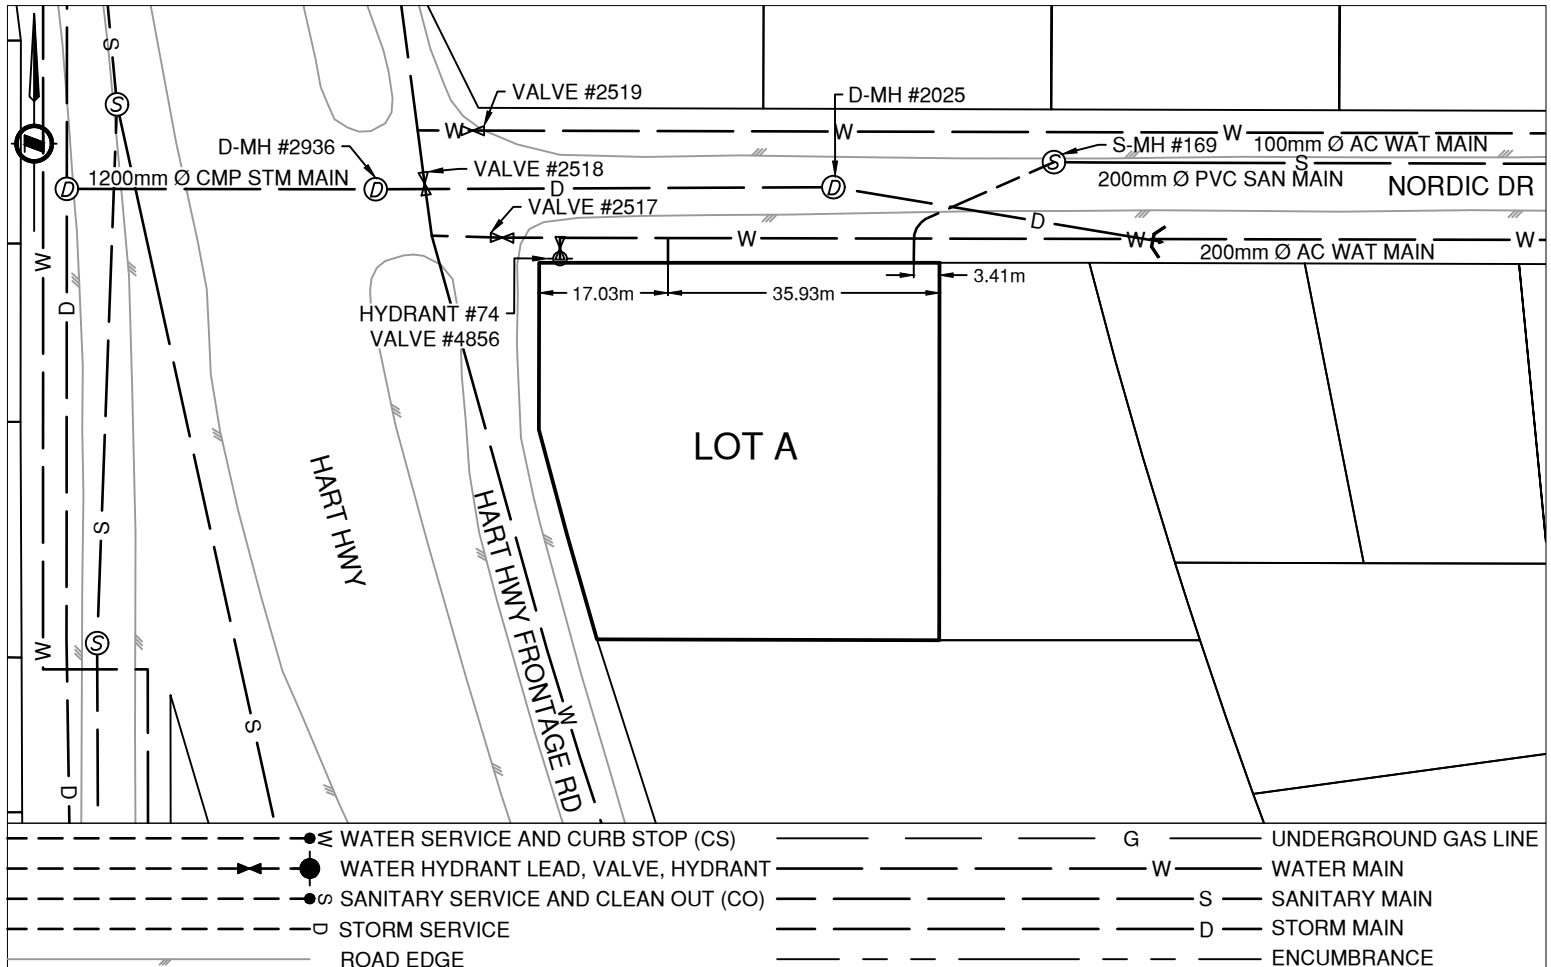 S
VALVE #2519
D-MH #2025
S
W
W
W
D-MH #2936
S-MH #169
100mm Ø AC WAT MAIN
S
S
VALVE #2518
1200mm Ø CMP STM MAIN
200mm Ø PVC SAN MAIN
NORDIC DR
D
D
D
D
VALVE #2517
D
W
W
W
200mm Ø AC WAT MAIN
W
3.41m
17.03m
35.93m
D
HYDRANT #74
VALVE #4856
LOT A
HART HWY
HART HWY FRONTAGE RD
S
S
W
W
S
D
W WATER SERVICE AND CURB STOP (CS)
G UNDERGROUND GAS LINE
WATER HYDRANT LEAD, VALVE, HYDRANT
W WATER MAIN
S SANITARY SERVICE AND CLEAN OUT (CO)
S SANITARY MAIN
D STORM SERVICE
D STORM MAIN
ROAD EDGE
ENCUMBRANCE